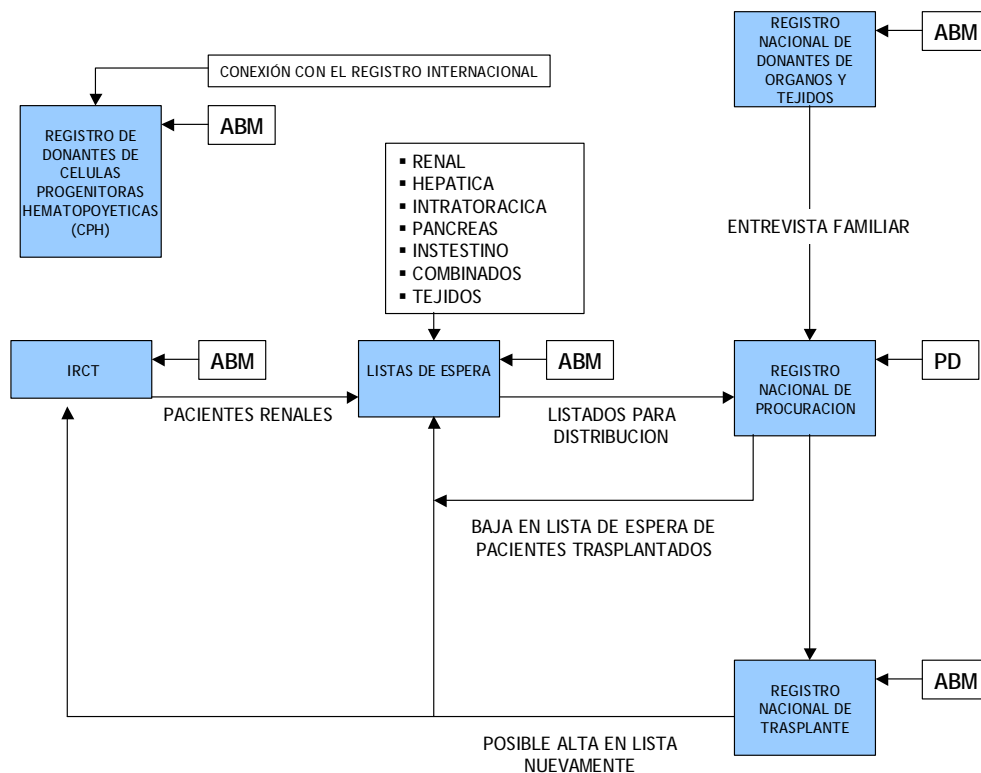 REGISTRO
NACIONAL DE
DONANTES DE
ORGANOS Y
TEJIDOS
ABM
CONEXIÓN CON EL REGISTRO INTERNACIONAL
REGISTRO DE
DONANTES DE
CELULAS
PROGENITORAS
HEMATOPOYETICAS
(CPH)
ABM
▪ RENAL
▪ HEPATICA
▪ INTRATORACICA
▪ PANCREAS
▪ INSTESTINO
▪ COMBINADOS
▪ TEJIDOS
ENTREVISTA FAMILIAR
IRCT
ABM
LISTAS DE ESPERA
ABM
REGISTRO
NACIONAL DE
PROCURACION
PD
PACIENTES RENALES
LISTADOS PARA
DISTRIBUCION
BAJA EN LISTA DE ESPERA DE
PACIENTES TRASPLANTADOS
REGISTRO
NACIONAL DE
TRASPLANTE
ABM
POSIBLE ALTA EN LISTA
NUEVAMENTE